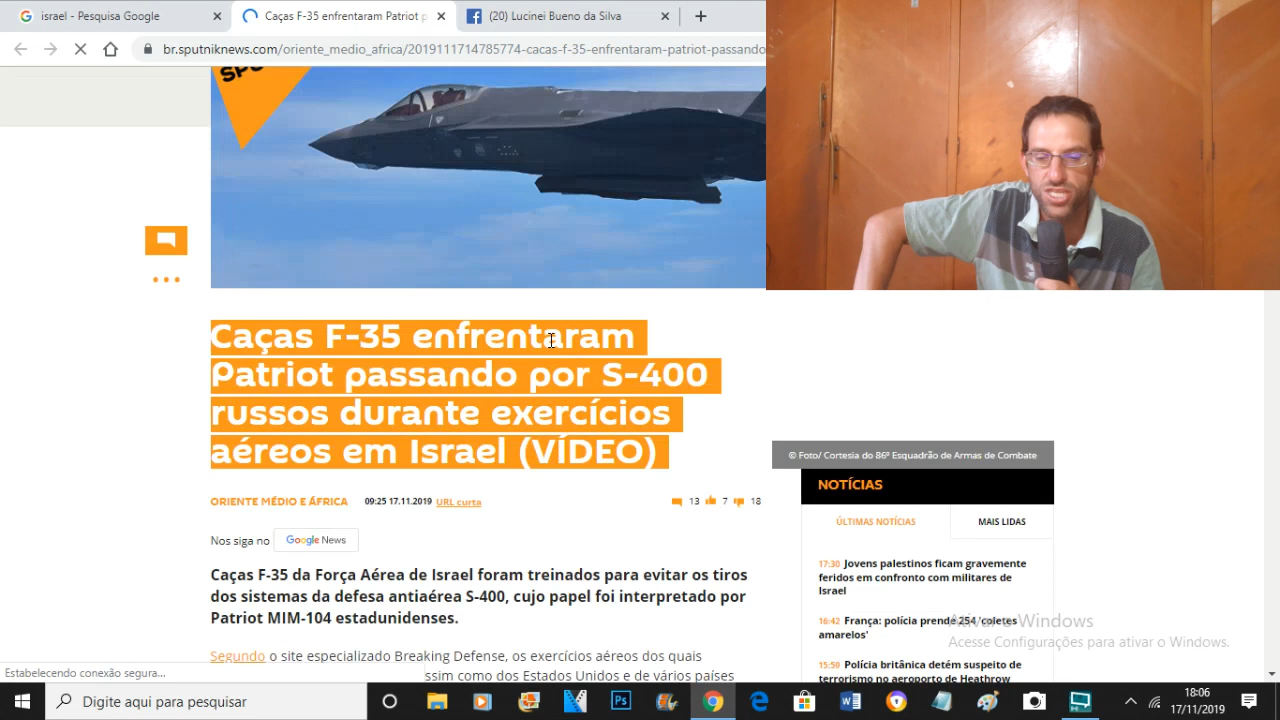 israel - Pesquisa Google
Caças F-35 enfrentaram Patriot p
(20) Lucinei Bueno da Silva
br.sputniknews.com/oriente_medio_africa/2019111714785774-cacas-f-35-enfrentaram-patriot-passando
Caças F-35 enfrentaram
Patriot passando por S-400
russos durante exercícios
aéreos em Israel (VÍDEO)
© Foto/ Cortesia do 86º Esquadrão de Armas de Combate
NOTÍCIAS
ORIENTE MÉDIO E ÁFRICA 09:25 17.11.2019 URL curta
13 7 18
ÚLTIMAS NOTÍCIAS MAIS LIDAS
Nos siga no Google News
17:30 Jovens palestinos ficam gravemente
feridos em confronto com militares de
Israel
Caças F-35 da Força Aérea de Israel foram treinados para evitar os tiros
dos sistemas da defesa antiaérea S-400, cujo papel foi interpretado por
Patriot MIM-104 estadunidenses.
16:42 França: polícia prende 254 'coletes
amarelos'
Ativar o Windows
Acesse Configurações para ativar o Windows.
Segundo o site especializado Breaking Defense, os exercícios aéreos dos quais
ssim como dos Estados Unidos e de vários países
15:50 Polícia britânica detém suspeito de
terrorismo no aeroporto de Heathrow
Estabelecendo conexão segura...
Digite aqui para pesquisar
18:06
17/11/2019